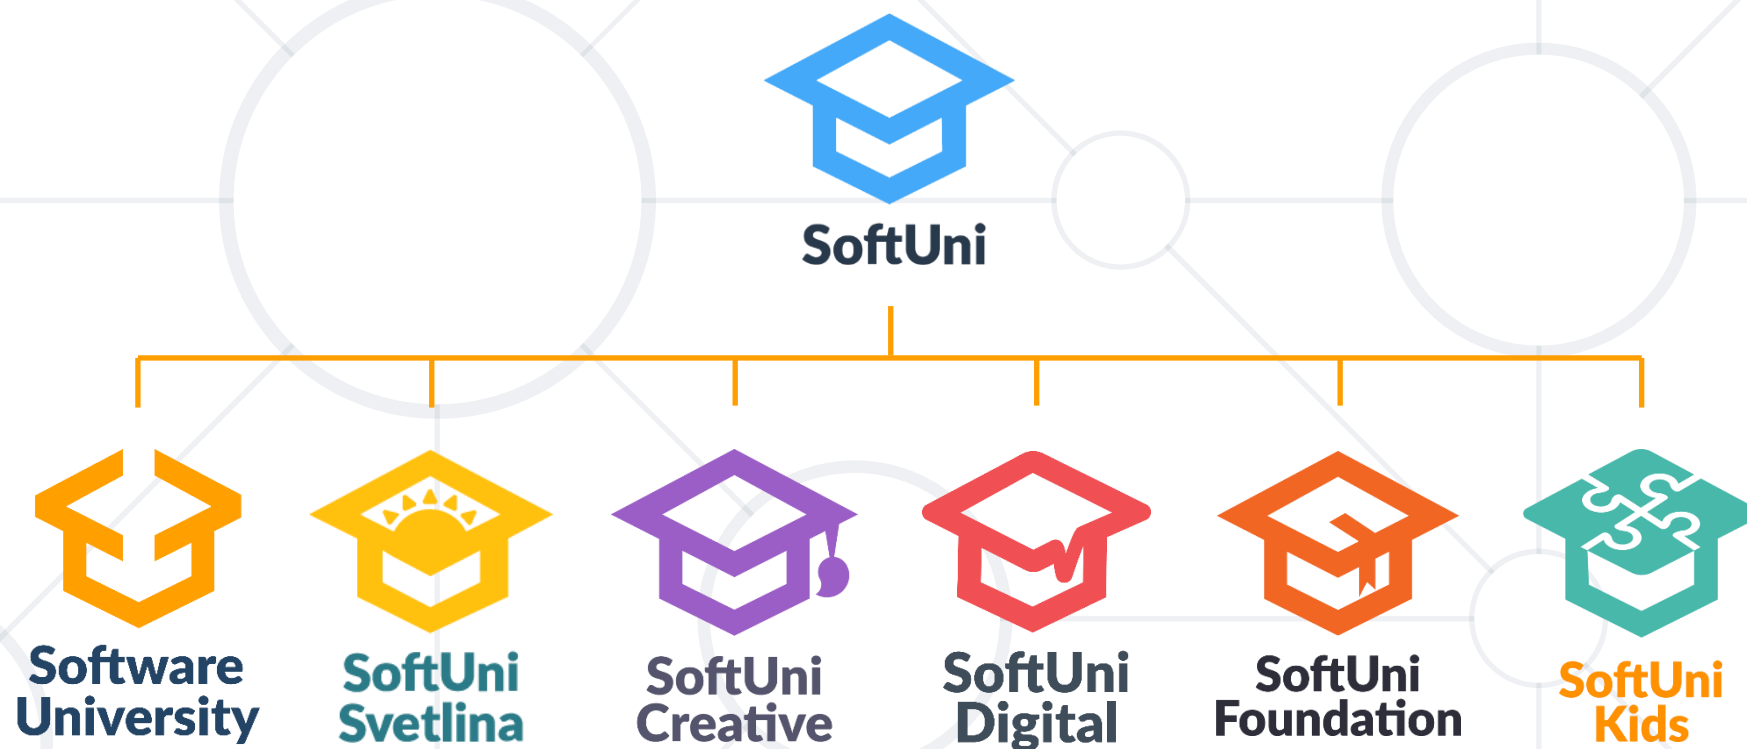 SoftUni
Software
University
SoftUni
Svetlina
SoftUni
Creative
SoftUni
Digital
SoftUni
Foundation
SoftUni
Kids